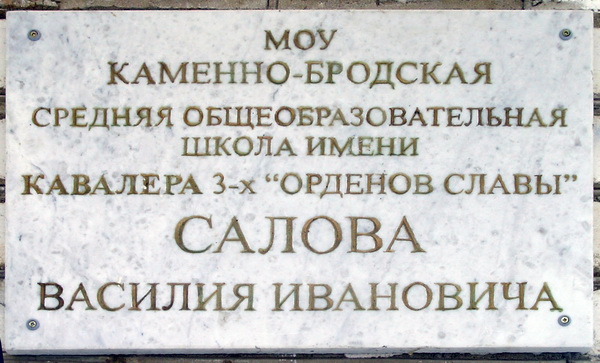 МОУ
КАМЕННО-БРОДСКАЯ
СРЕДНЯЯ ОБЩЕОБРАЗОВАТЕЛЬНАЯ
ШКОЛА ИМЕНИ
КАВАЛЕРА 3-х “ОРДЕНОВ СЛАВЫ”
САЛОВА
ВАСИЛИЯ ИВАНОВИЧА